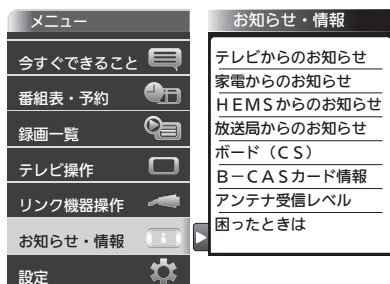 メニュー
今すぐできること
番組表・予約
録画一覧
テレビ操作
リンク機器操作
お知らせ・情報
設定
お知らせ・情報
テレビからのお知らせ
家電からのお知らせ
HEMSからのお知らせ
放送局からのお知らせ
ボード（CS）
B－CASカード情報
アンテナ受信レベル
困ったときは